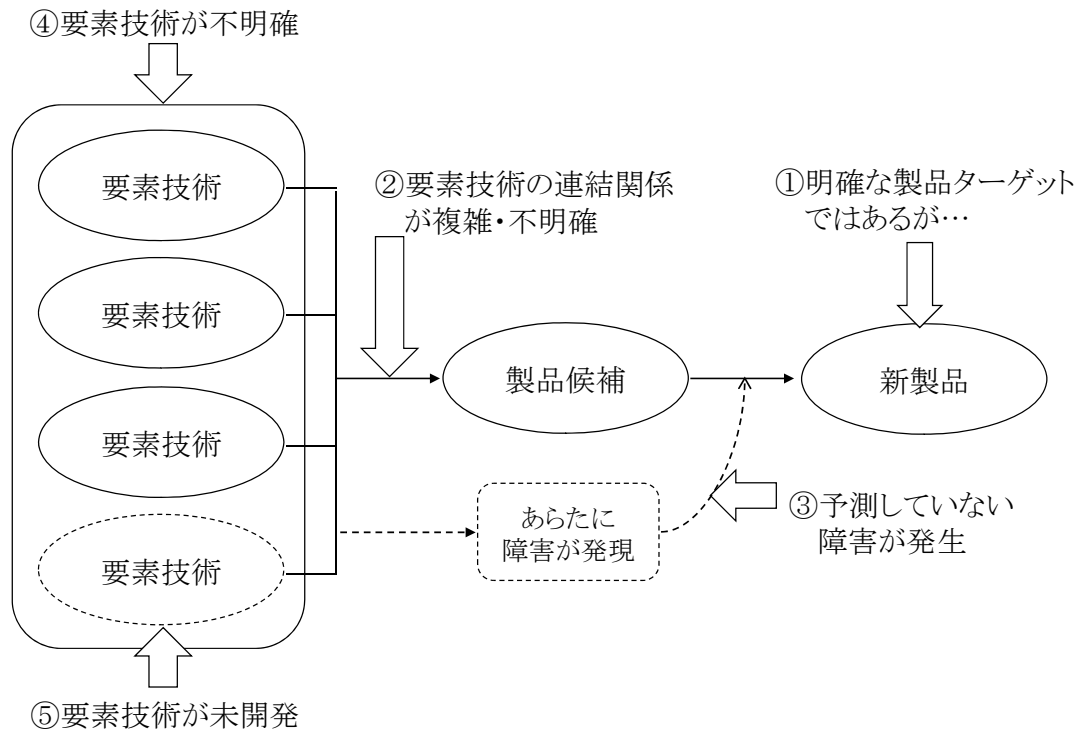 ④要素技術が不明確
要素技術
②要素技術の連結関係
が複雑・不明確
①明確な製品ターゲット
ではあるが…
要素技術
製品候補
新製品
要素技術
あらたに
障害が発現
③予測していない
障害が発生
要素技術
⑤要素技術が未開発